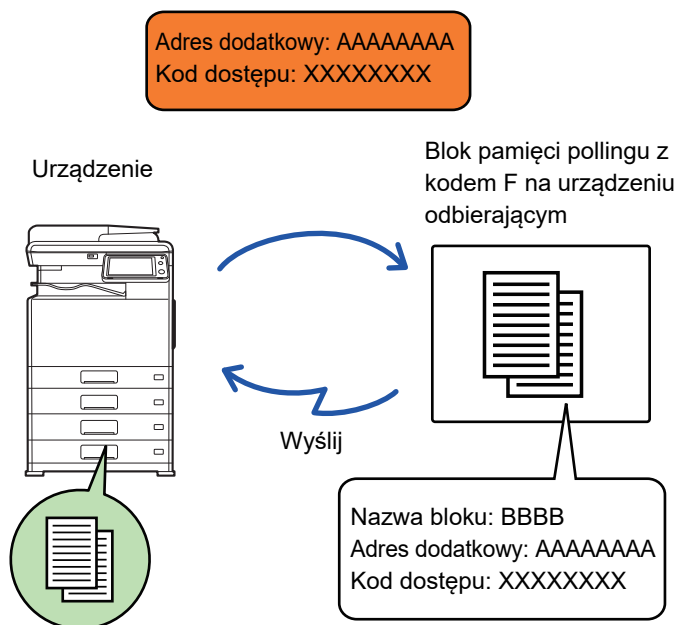 Adres dodatkowy: AAAAAAAA
Kod dostępu: XXXXXXXX
Urządzenie
Blok pamięci pollingu z
kodem F na urządzeniu
odbierającym
Wyślij
Nazwa bloku: BBBB
Adres dodatkowy: AAAAAAAA
Kod dostępu: XXXXXXXX